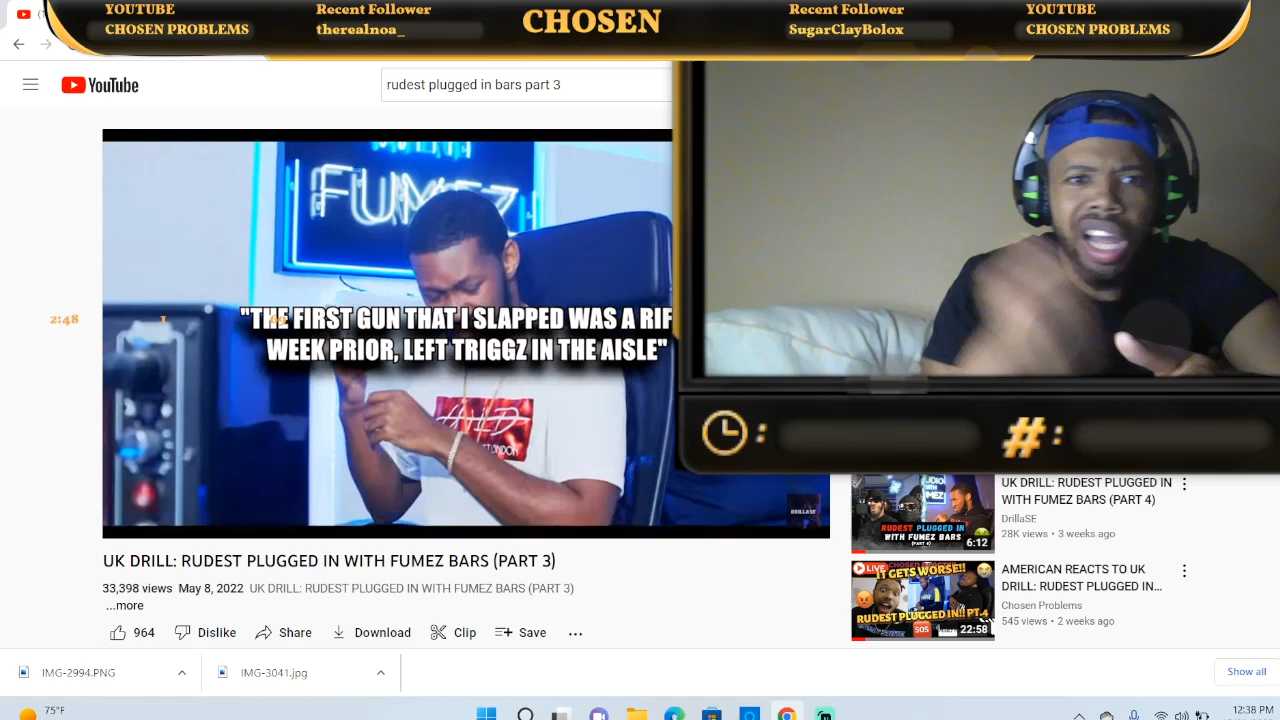 YOUTUBE
CHOSEN PROBLEMS
Recent Follower
therealnoa_
CHOSEN
Recent Follower
SugarClayBolox
YOUTUBE
CHOSEN PROBLEMS
YouTube
rudest plugged in bars part 3
FUMEZ
"THE FIRST GUN THAT I SLAPPED WAS A RIF
WEEK PRIOR, LEFT TRIGGZ IN THE AISLE"
2:48
LONDON
DRILLASE
:
# :
UK DRILL: RUDEST PLUGGED IN WITH FUMEZ BARS (PART 3)
33,398 views May 8, 2022 UK DRILL: RUDEST PLUGGED IN WITH FUMEZ BARS (PART 3)
...more
964
Dislike
Share
Download
Clip
Save
RUDEST PLUGGED IN
WITH FUMEZ BARS
(PART 4)
6:12
UK DRILL: RUDEST PLUGGED IN
WITH FUMEZ BARS (PART 4)
DrillaSE
28K views • 3 weeks ago
LIVE
IT GETS WORSE!!
RUDEST PLUGGED IN!! PT.4
SOS
22:58
AMERICAN REACTS TO UK
DRILL: RUDEST PLUGGED IN...
Chosen Problems
545 views • 2 weeks ago
IMG-2994.PNG
IMG-3041.jpg
Show all
75°F
12:38 PM